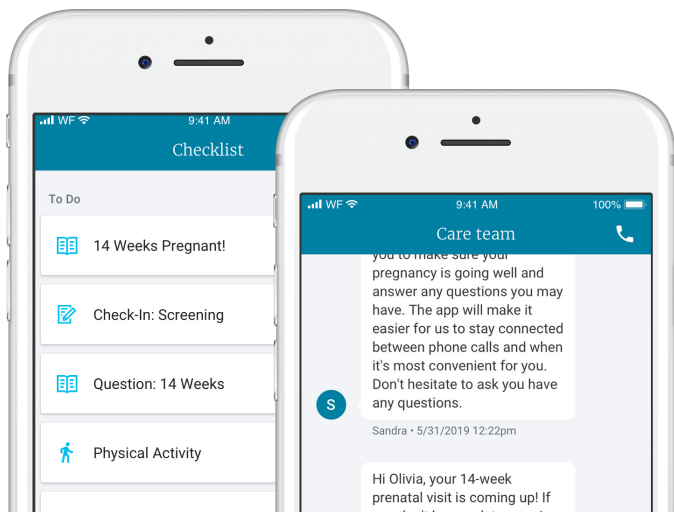 WF
9:41 AM
Checklist
To Do
14 Weeks Pregnant!
Check-In: Screening
Question: 14 Weeks
Physical Activity
WF
9:41 AM
100%
Care team
you to make sure your
pregnancy is going well and
answer any questions you may
have. The app will make it
easier for us to stay connected
between phone calls and when
it's most convenient for you.
Don't hesitate to ask you have
any questions.
S
Sandra • 5/31/2019 12:22pm
Hi Olivia, your 14-week
prenatal visit is coming up! If